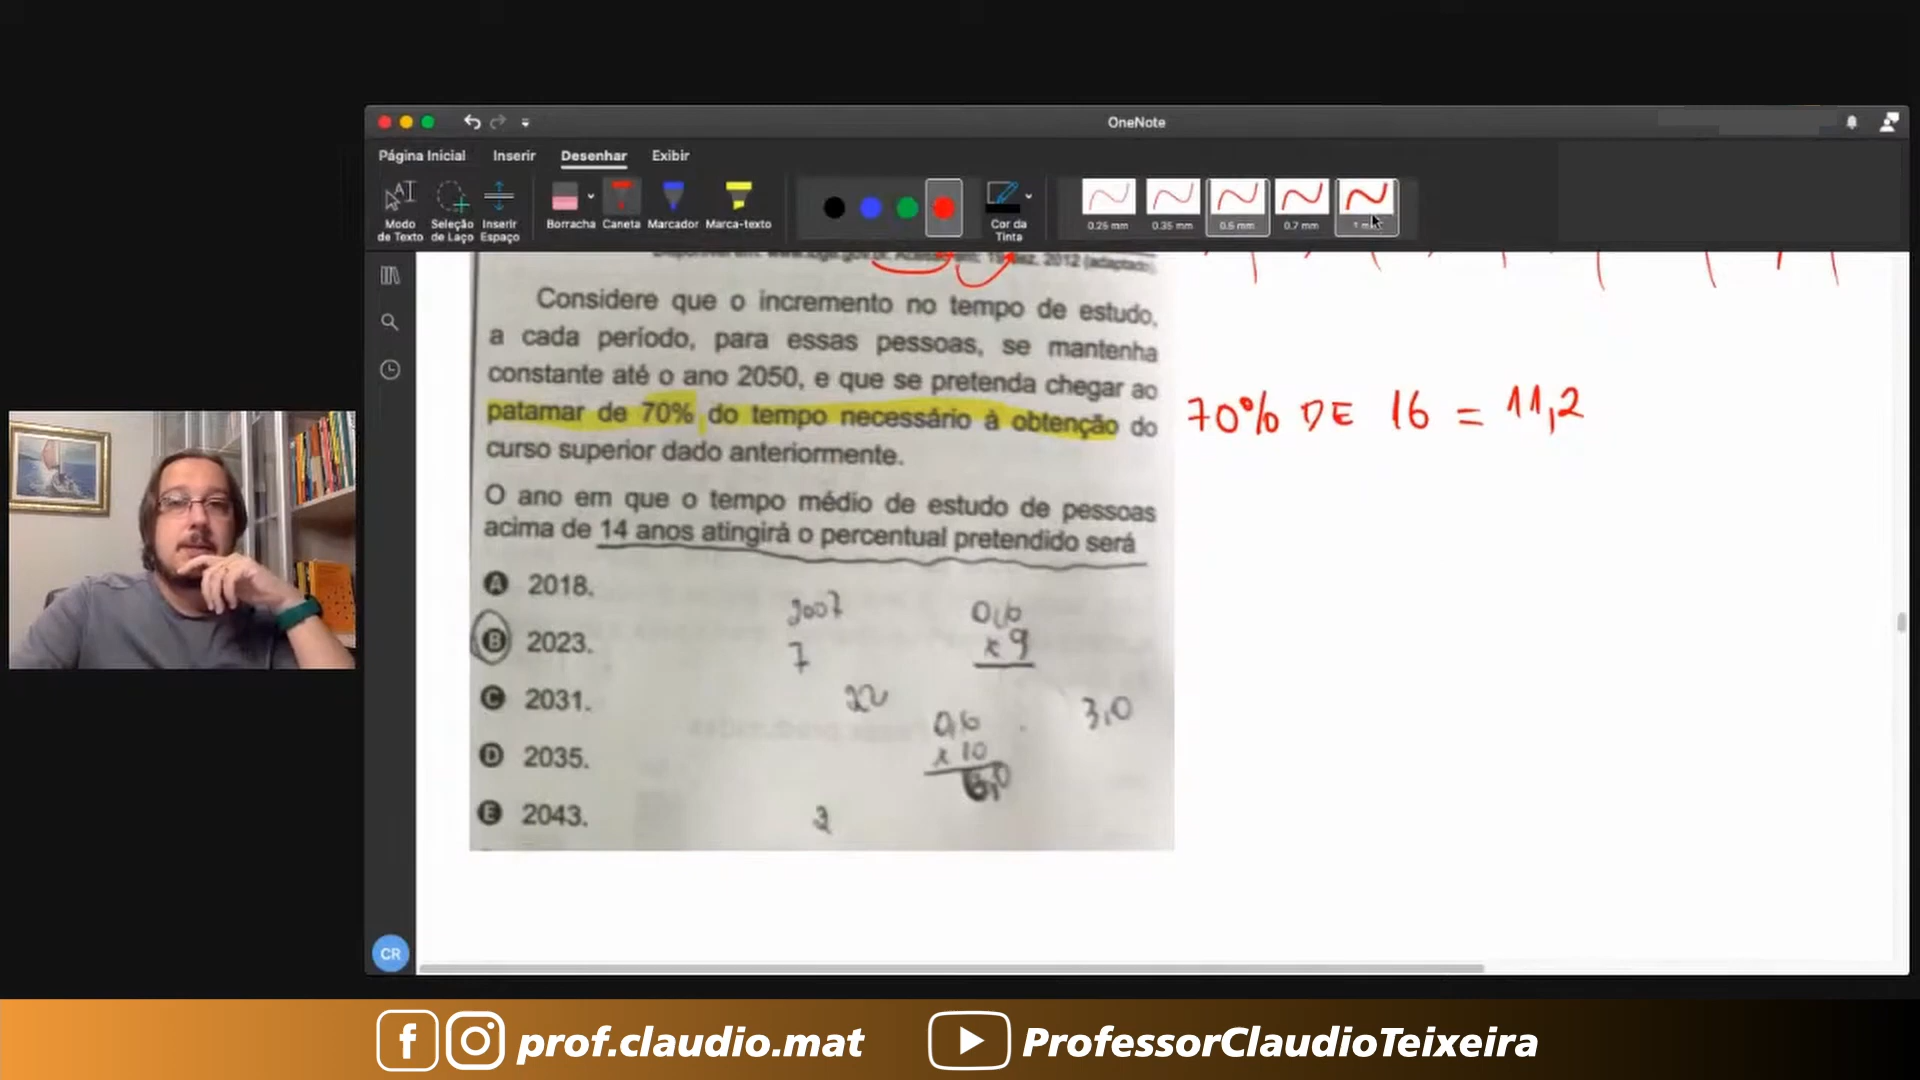 OneNote
Página Inicial Inserir Desenhar Exibir
Modo de Texto
Seleção de Laço
Inserir Espaço
Borracha
Caneta
Marcador
Marca-texto
Cor da Tinta
0.25 mm
0.35 mm
0.5 mm
0.7 mm
2012 (adaptado).
Considere que o incremento no tempo de estudo,
a cada período, para essas pessoas, se mantenha
constante até o ano 2050, e que se pretenda chegar ao
patamar de 70% do tempo necessário à obtenção do
curso superior dado anteriormente.
70% DE 16 = 11,2
O ano em que o tempo médio de estudo de pessoas
acima de 14 anos atingirá o percentual pretendido será
A 2018.
B 2023.
C 2031.
D 2035.
E 2043.
2007
7
0,6
x 9
0,6
x 10
6,0
3,0
CR
prof.claudio.mat
ProfessorClaudioTeixeira